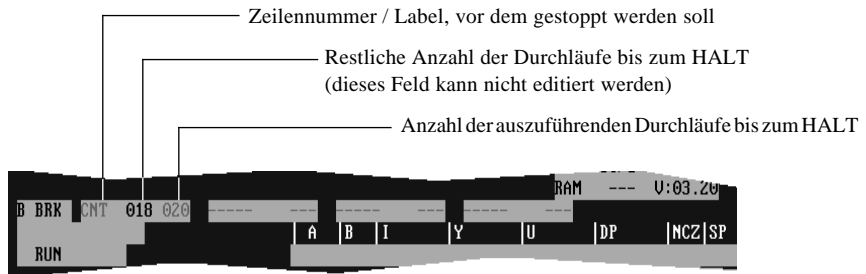 Zeilennummer / Label, vor dem gestoppt werden soll
Restliche Anzahl der Durchläufe bis zum HALT
(dieses Feld kann nicht editiert werden)
Anzahl der auszuführenden Durchläufe bis zum HALT
RAM --- V:03.20
B BRK CNT 018 020 ----- --- ----- --- ----- ---
A B I Y U DP NCZ SP
RUN